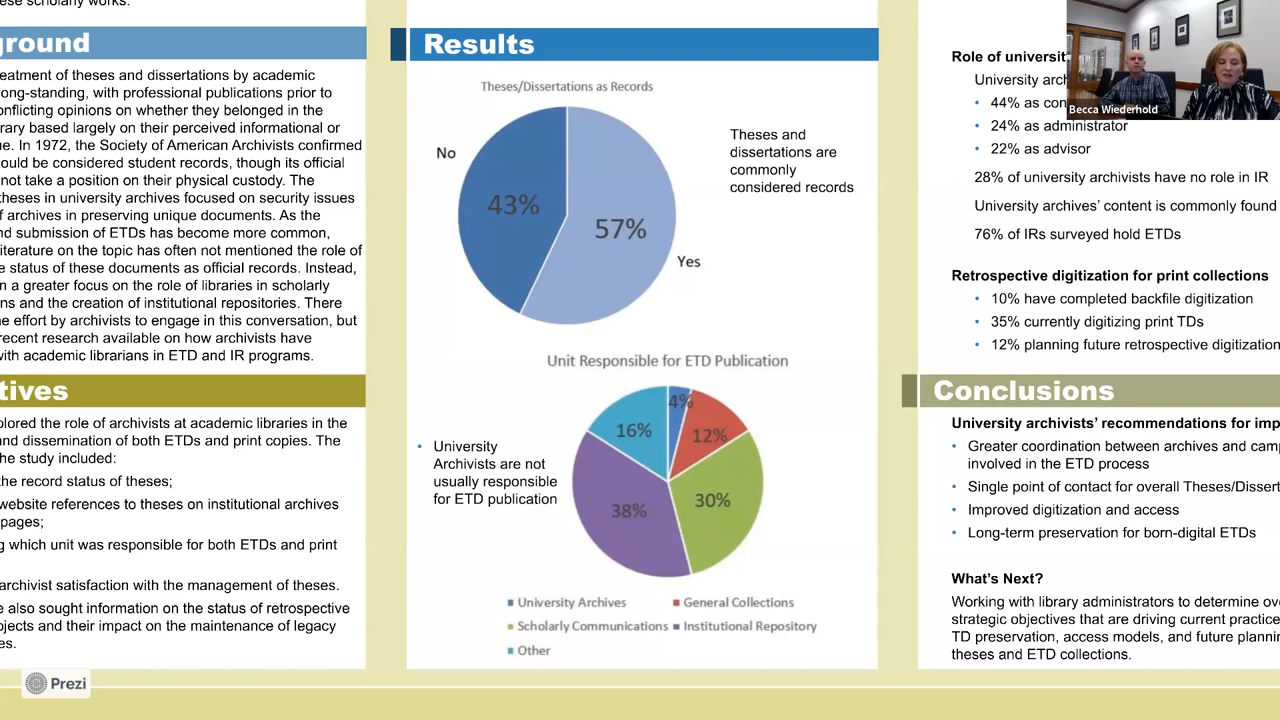 ese scholarly works.
ground
eatment of theses and dissertations by academic
ong-standing, with professional publications prior to
onflicting opinions on whether they belonged in the
rary based largely on their perceived informational or
ue. In 1972, the Society of American Archivists confirmed
ould be considered student records, though its official
not take a position on their physical custody. The
theses in university archives focused on security issues
f archives in preserving unique documents. As the
nd submission of ETDs has become more common,
iterature on the topic has often not mentioned the role of
e status of these documents as official records. Instead,
n a greater focus on the role of libraries in scholarly
ns and the creation of institutional repositories. There
ne effort by archivists to engage in this conversation, but
recent research available on how archivists have
with academic librarians in ETD and IR programs.
tives
plored the role of archivists at academic libraries in the
and dissemination of both ETDs and print copies. The
the study included:
the record status of theses;
website references to theses on institutional archives
pages;
g which unit was responsible for both ETDs and print
archivist satisfaction with the management of theses.
e also sought information on the status of retrospective
ojects and their impact on the maintenance of legacy
es.
Prezi
Results
Theses/Dissertations as Records
No
43%
57%
Yes
Theses and
dissertations are
commonly
considered records
Unit Responsible for ETD Publication
4%
12%
16%
30%
38%
• University
Archivists are not
usually responsible
for ETD publication
University Archives
General Collections
Scholarly Communications
Institutional Repository
Other
Role of universit
University arch
• 44% as con
• 24% as administrator
• 22% as advisor
28% of university archivists have no role in IR
University archives' content is commonly found
76% of IRs surveyed hold ETDs
Retrospective digitization for print collections
• 10% have completed backfile digitization
• 35% currently digitizing print TDs
• 12% planning future retrospective digitization
Conclusions
University archivists' recommendations for imp
• Greater coordination between archives and camp
involved in the ETD process
• Single point of contact for overall Theses/Dissert
• Improved digitization and access
• Long-term preservation for born-digital ETDs
What's Next?
Working with library administrators to determine ove
strategic objectives that are driving current practice
TD preservation, access models, and future plannin
theses and ETD collections.
Becca Wiederhold